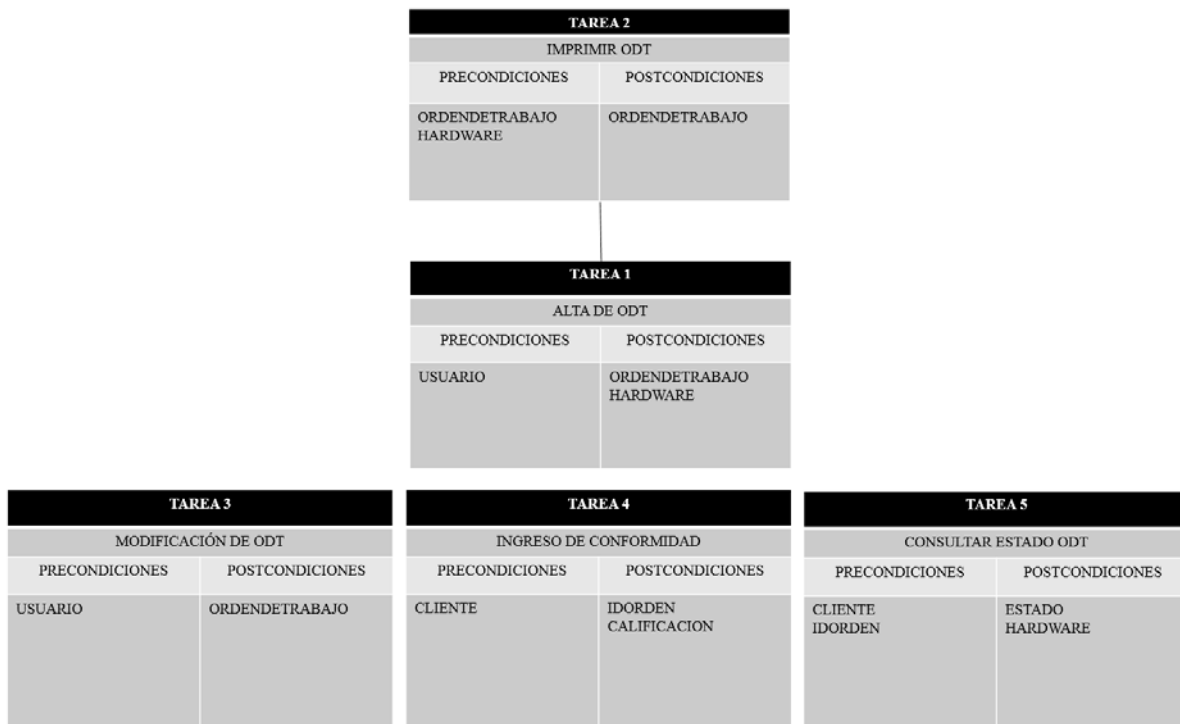 TAREA 2
IMPRIMIR ODT
PRECONDICIONES POSTCONDICIONES
ORDENDETRABAJO ORDENDETRABAJO
HARDWARE
TAREA 1
ALTA DE ODT
PRECONDICIONES POSTCONDICIONES
USUARIO ORDENDETRABAJO
HARDWARE
TAREA 3
MODIFICACIÓN DE ODT
PRECONDICIONES POSTCONDICIONES
USUARIO ORDENDETRABAJO
TAREA 4
INGRESO DE CONFORMIDAD
PRECONDICIONES POSTCONDICIONES
CLIENTE IDORDEN
CALIFICACION
TAREA 5
CONSULTAR ESTADO ODT
PRECONDICIONES POSTCONDICIONES
CLIENTE ESTADO
IDORDEN HARDWARE